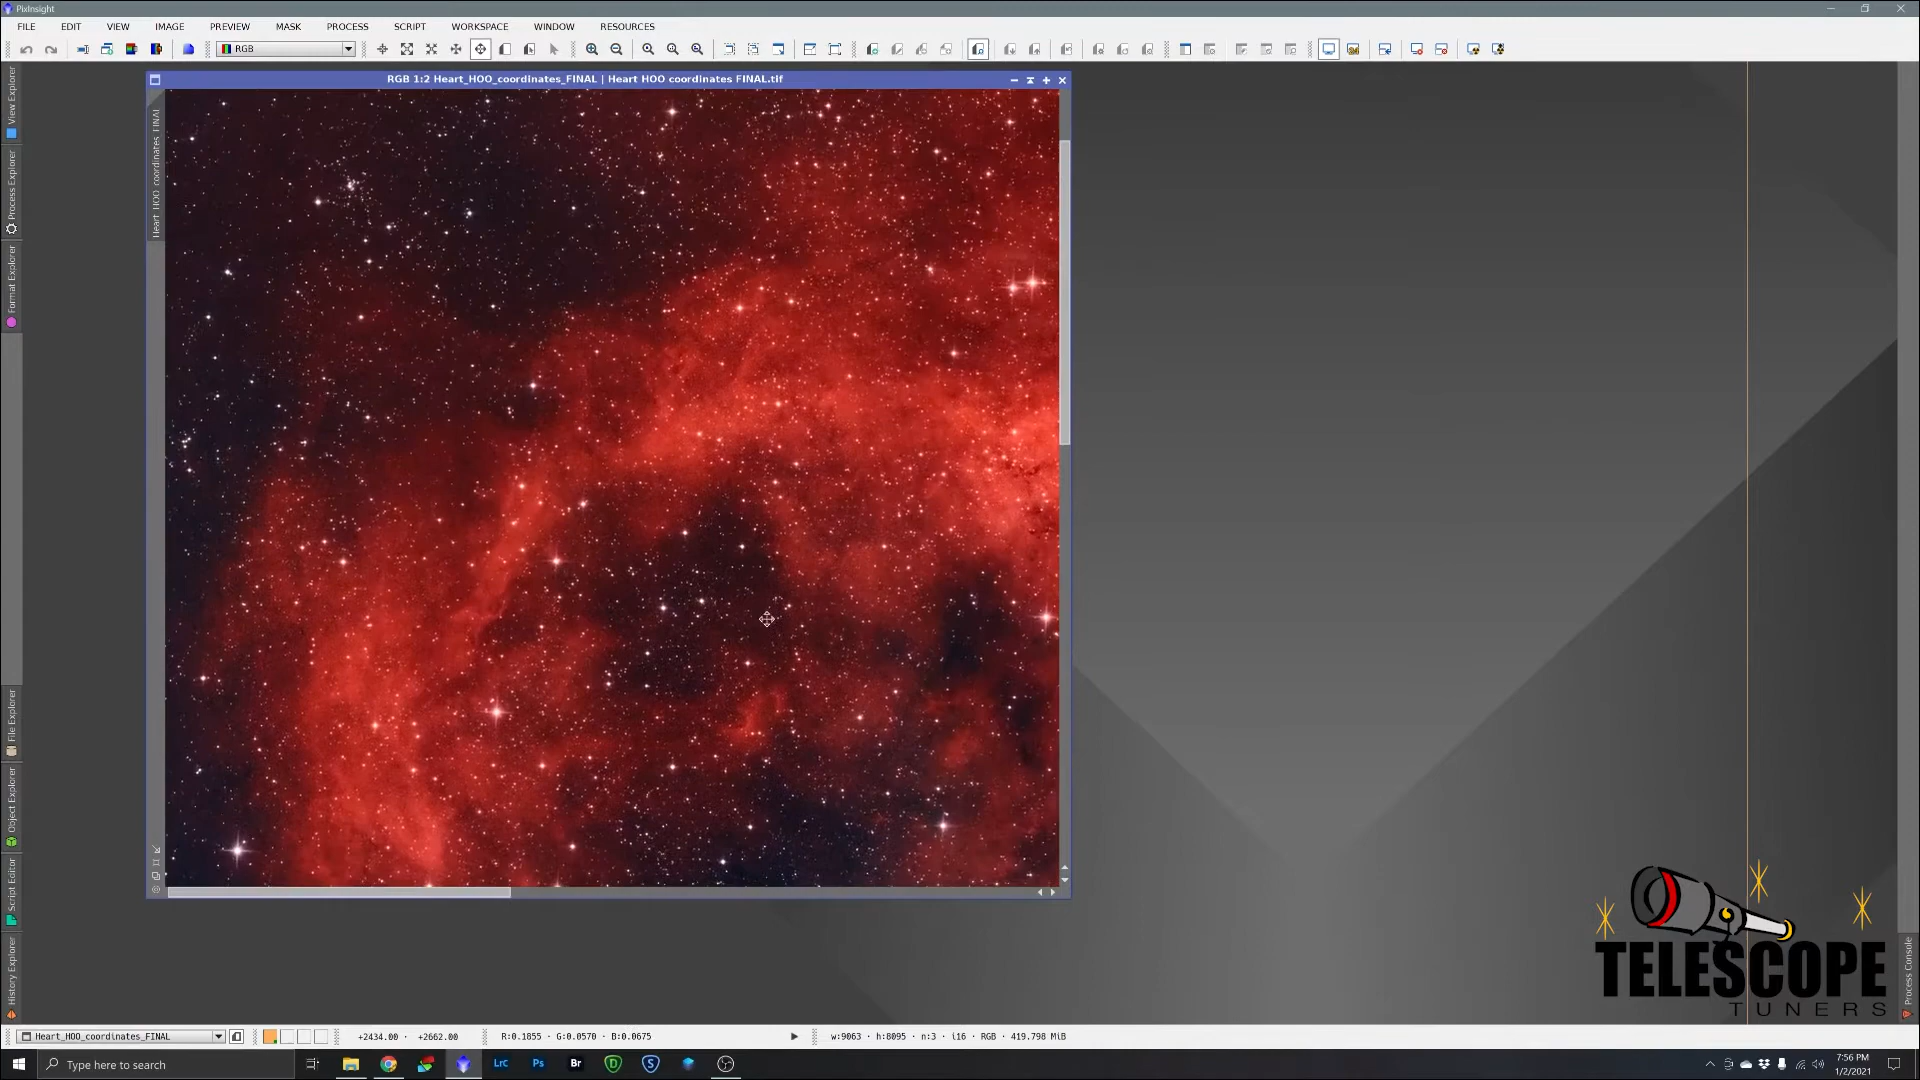 PixInsight
FILE EDIT VIEW IMAGE PREVIEW MASK PROCESS SCRIPT WORKSPACE WINDOW RESOURCES
RGB
RGB 1:2 Heart_HOO_coordinates_FINAL | Heart HOO coordinates FINAL.tif
Heart_HOO_coordinates_FINAL
View Explorer
Process Explorer
Format Explorer
File Explorer
Object Explorer
Script Editor
History Explorer
Process Console
TELESCOPE
TUNERS
Heart_HOO_coordinates_FINAL +2434.00 · +2662.00 R:0.1855 · G:0.0570 · B:0.0675 w:9063 · h:8095 · n:3 · i16 · RGB · 419.798 MiB
Type here to search LrC Ps Br 7:56 PM
1/2/2021